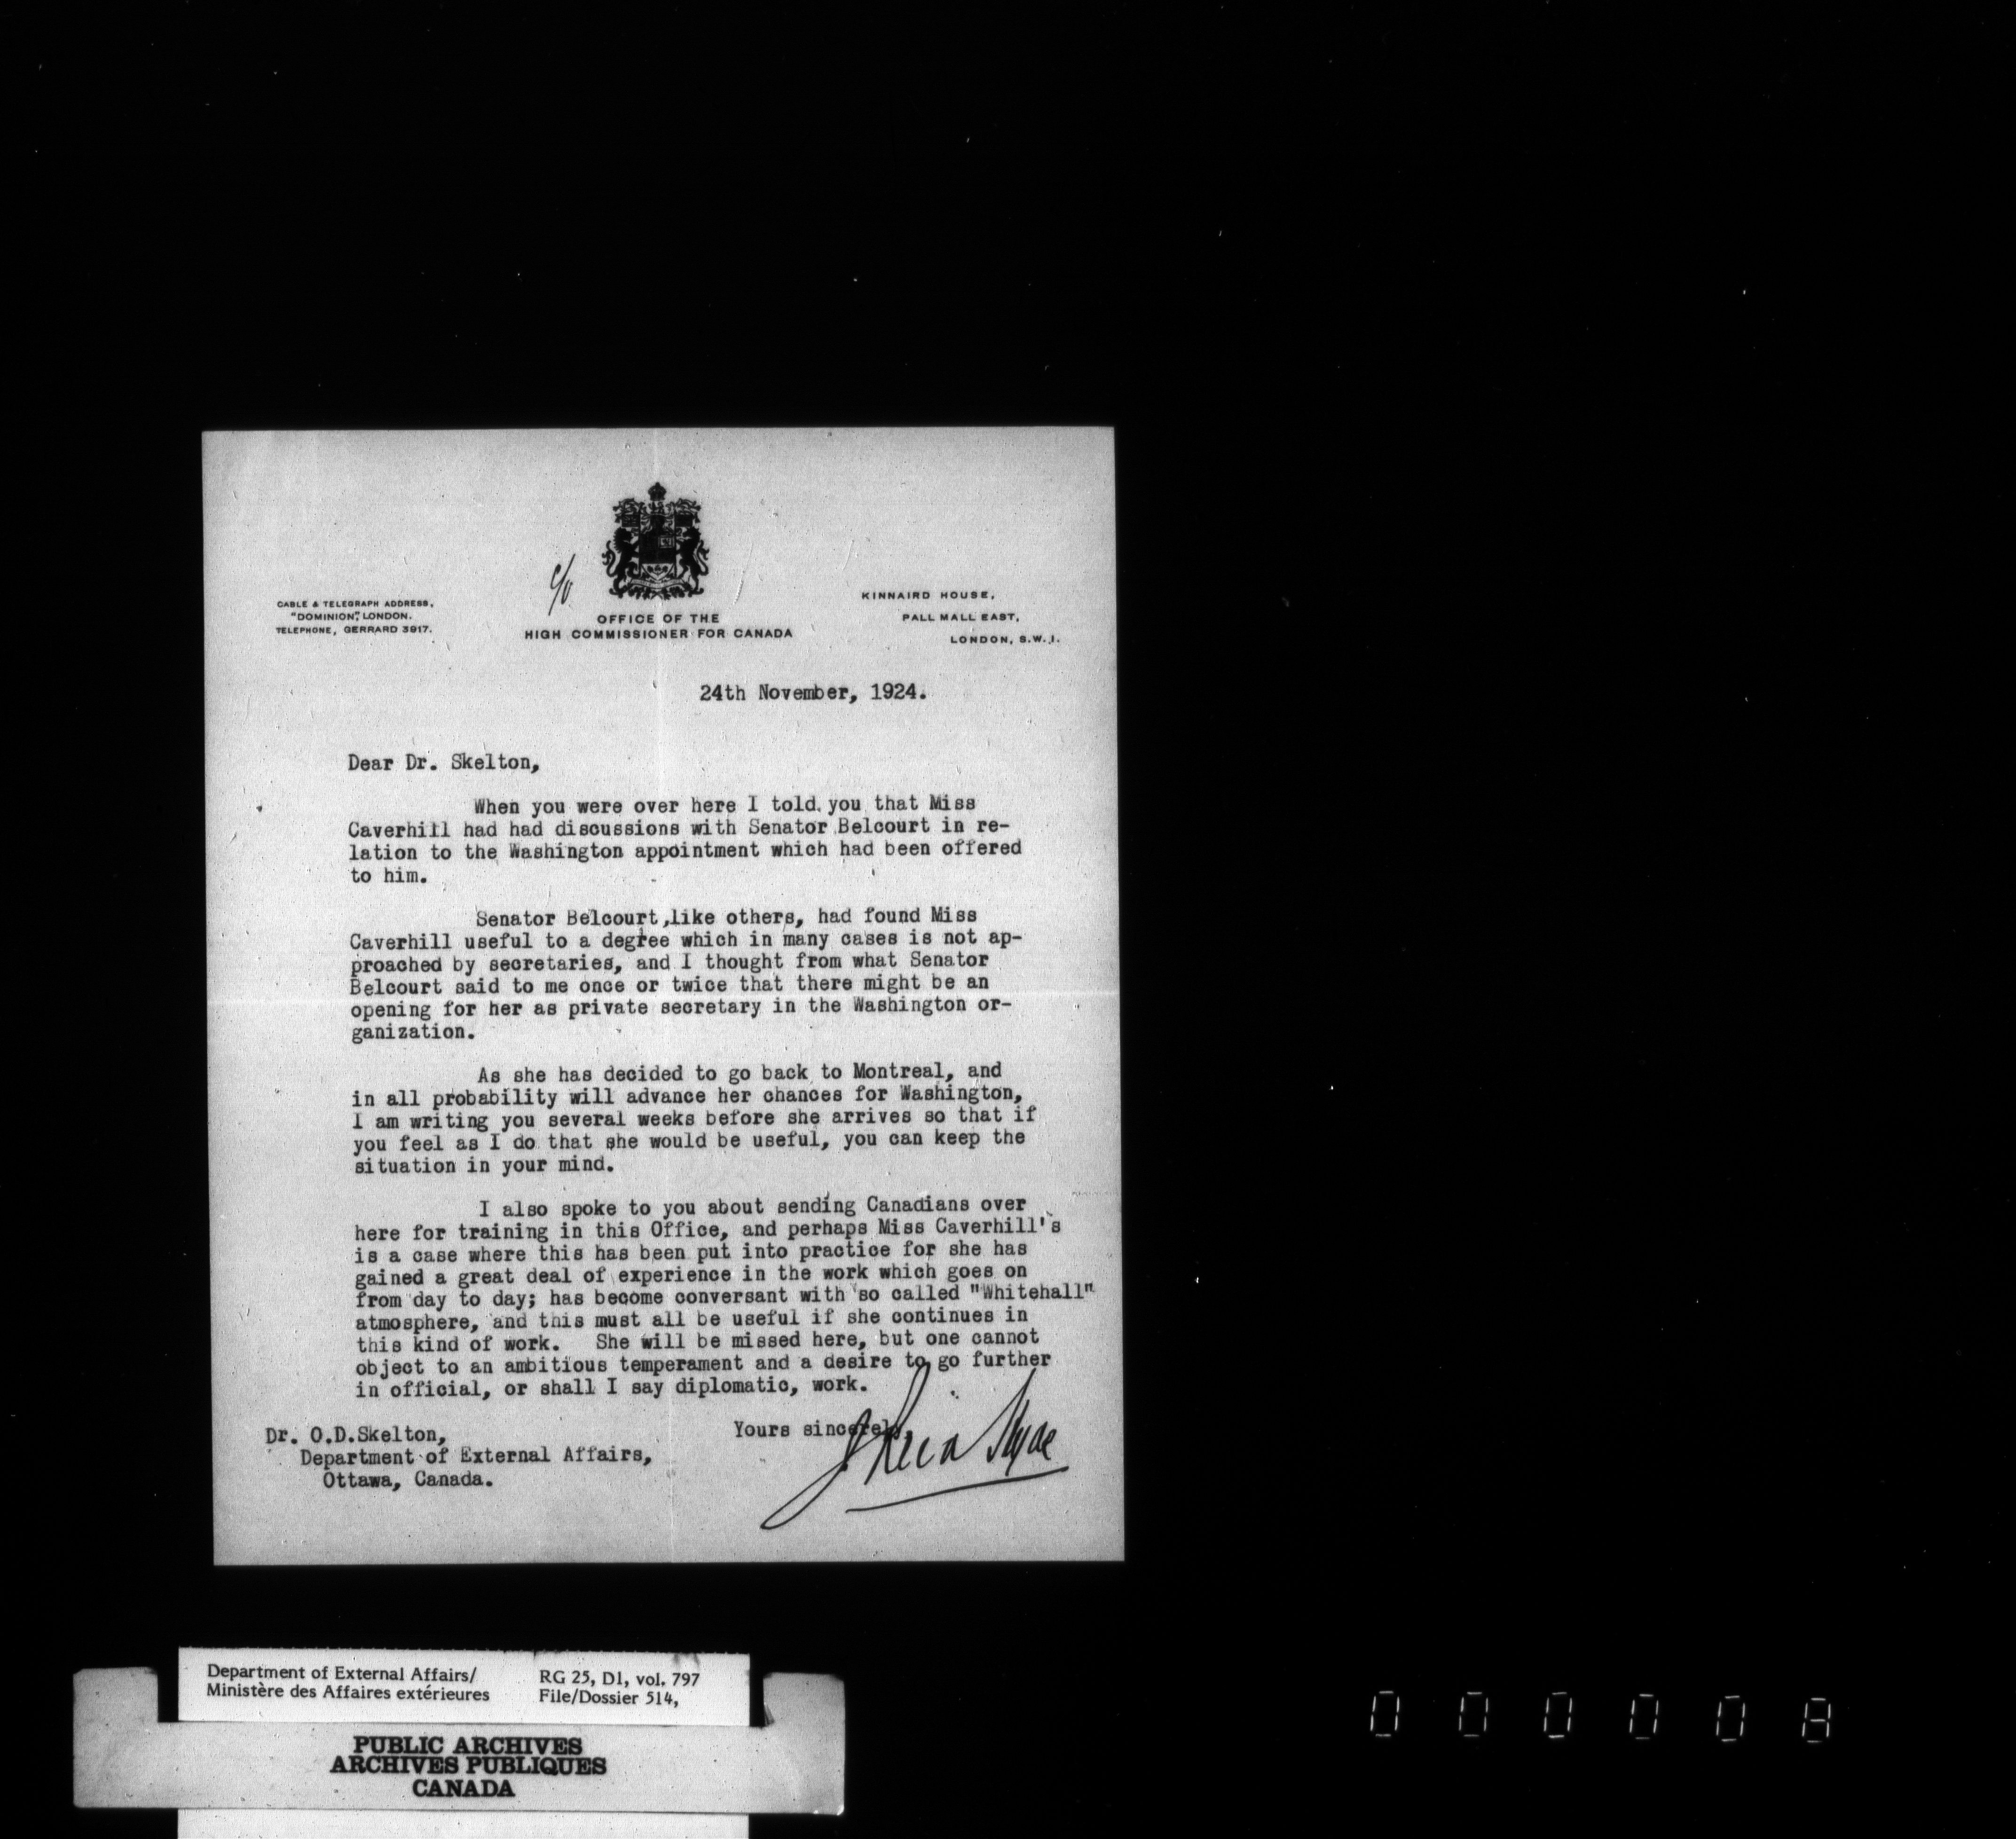 c/o
CABLE & TELEGRAPH ADDRESS,
"DOMINION", LONDON.
TELEPHONE, GERRARD 3917.
OFFICE OF THE
HIGH COMMISSIONER FOR CANADA
KINNAIRD HOUSE,
PALL MALL EAST,
LONDON, S.W.1.
24th November, 1924.
Dear Dr. Skelton,
When you were over here I told you that Miss
Caverhill had had discussions with Senator Belcourt in re-
lation to the Washington appointment which had been offered
to him.
Senator Belcourt, like others, had found Miss
Caverhill useful to a degree which in many cases is not ap-
proached by secretaries, and I thought from what Senator
Belcourt said to me once or twice that there might be an
opening for her as private secretary in the Washington or-
ganization.
As she has decided to go back to Montreal, and
in all probability will advance her chances for Washington,
I am writing you several weeks before she arrives so that if
you feel as I do that she would be useful, you can keep the
situation in your mind.
I also spoke to you about sending Canadians over
here for training in this Office, and perhaps Miss Caverhill's
is a case where this has been put into practice for she has
gained a great deal of experience in the work which goes on
from day to day; has become conversant with so called "Whitehall"
atmosphere, and this must all be useful if she continues in
this kind of work. She will be missed here, but one cannot
object to an ambitious temperament and a desire to go further
in official, or shall I say diplomatic, work.
Yours sincerely,
Dr. O.D.Skelton,
Department of External Affairs,
Ottawa, Canada.
Department of External Affairs/
Ministère des Affaires extérieures
RG 25, D1, vol. 797
File/Dossier 514,
PUBLIC ARCHIVES
ARCHIVES PUBLIQUES
CANADA
000008